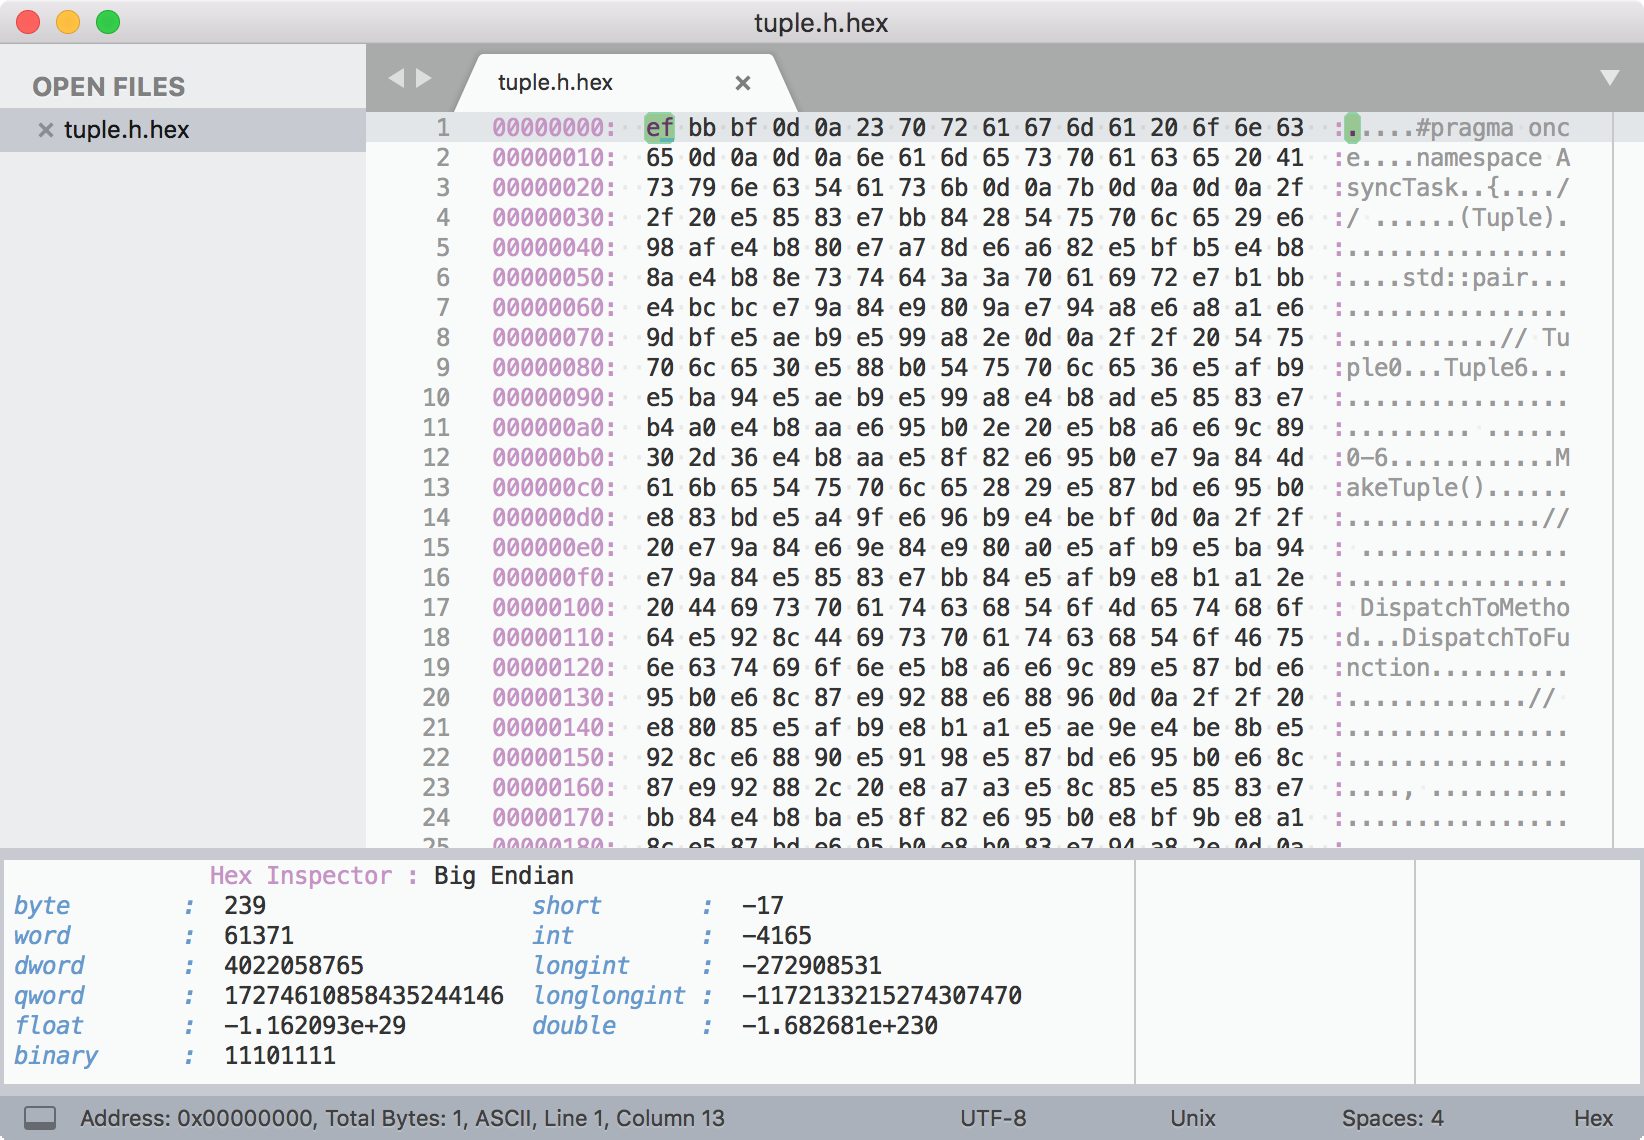 tuple.h.hex
OPEN FILES
tuple.h.hex
tuple.h.hex
1 00000000: ef bb bf 0d 0a 23 70 72 61 67 6d 61 20 6f 6e 63 :.....#pragma onc
2 00000010: 65 0d 0a 0d 0a 6e 61 6d 65 73 70 61 63 65 20 41 :e....namespace A
3 00000020: 73 79 6e 63 54 61 73 6b 0d 0a 7b 0d 0a 0d 0a 2f :syncTask..{..../
4 00000030: 2f 20 e5 85 83 e7 bb 84 28 54 75 70 6c 65 29 e6 :/ ......(Tuple).
5 00000040: 98 af e4 b8 80 e7 a7 8d e6 a6 82 e5 bf b5 e4 b8 :................
6 00000050: 8a e4 b8 8e 73 74 64 3a 3a 70 61 69 72 e7 b1 bb :....std::pair...
7 00000060: e4 bc bc e7 9a 84 e9 80 9a e7 94 a8 e6 a8 a1 e6 :................
8 00000070: 9d bf e5 ae b9 e5 99 a8 2e 0d 0a 2f 2f 20 54 75 :...........// Tu
9 00000080: 70 6c 65 30 e5 88 b0 54 75 70 6c 65 36 e5 af b9 :ple0...Tuple6...
10 00000090: e5 ba 94 e5 ae b9 e5 99 a8 e4 b8 ad e5 85 83 e7 :................
11 000000a0: b4 a0 e4 b8 aa e6 95 b0 2e 20 e5 b8 a6 e6 9c 89 :......... ......
12 000000b0: 30 2d 36 e4 b8 aa e5 8f 82 e6 95 b0 e7 9a 84 4d :0-6............M
13 000000c0: 61 6b 65 54 75 70 6c 65 28 29 e5 87 bd e6 95 b0 :akeTuple()......
14 000000d0: e8 83 bd e5 a4 9f e6 96 b9 e4 be bf 0d 0a 2f 2f :..............//
15 000000e0: 20 e7 9a 84 e6 9e 84 e9 80 a0 e5 af b9 e5 ba 94 : ...............
16 000000f0: e7 9a 84 e5 85 83 e7 bb 84 e5 af b9 e8 b1 a1 2e :................
17 00000100: 20 44 69 73 70 61 74 63 68 54 6f 4d 65 74 68 6f : DispatchToMetho
18 00000110: 64 e5 92 8c 44 69 73 70 61 74 63 68 54 6f 46 75 :d...DispatchToFu
19 00000120: 6e 63 74 69 6f 6e e5 b8 a6 e6 9c 89 e5 87 bd e6 :nction..........
20 00000130: 95 b0 e6 8c 87 e9 92 88 e6 88 96 0d 0a 2f 2f 20 :.............//
21 00000140: e8 80 85 e5 af b9 e8 b1 a1 e5 ae 9e e4 be 8b e5 :................
22 00000150: 92 8c e6 88 90 e5 91 98 e5 87 bd e6 95 b0 e6 8c :................
23 00000160: 87 e9 92 88 2c 20 e8 a7 a3 e5 8c 85 e5 85 83 e7 :...., ..........
24 00000170: bb 84 e4 b8 ba e5 8f 82 e6 95 b0 e8 bf 9b e8 a1 :................
25 00000180: 8c e5 87 bd e6 95 b0 e8 b0 83 e7 94 a8 2e 0d 0a :
Hex Inspector : Big Endian
byte : 239 short : -17
word : 61371 int : -4165
dword : 4022058765 longint : -272908531
qword : 17274610858435244146 longlongint : -1172133215274307470
float : -1.162093e+29 double : -1.682681e+230
binary : 11101111
Address: 0x00000000, Total Bytes: 1, ASCII, Line 1, Column 13 UTF-8 Unix Spaces: 4 Hex